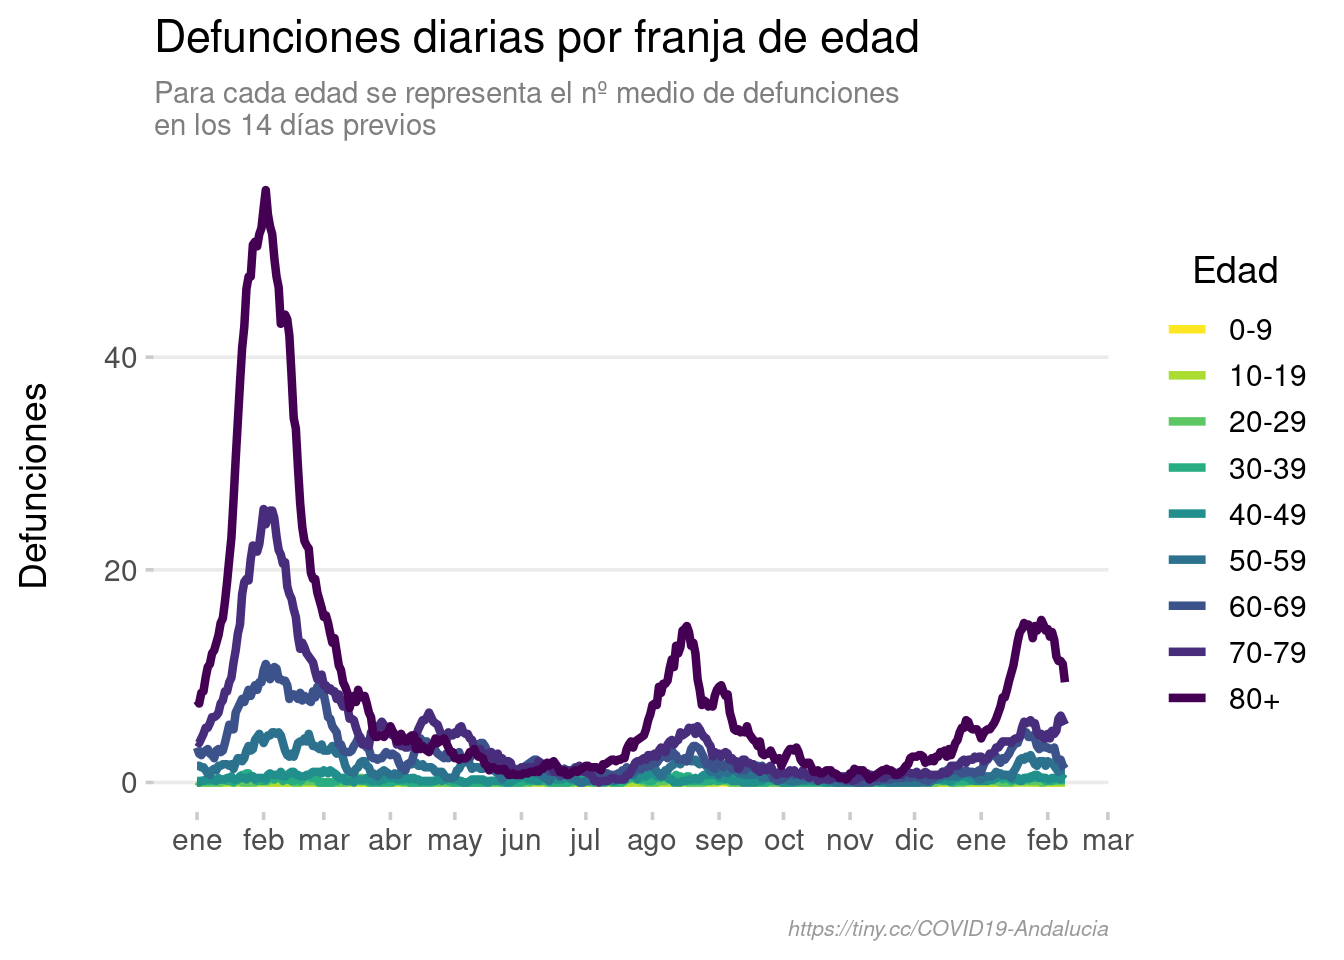 Defunciones diarias por franja de edad
Para cada edad se representa el nº medio de defunciones
en los 14 días previos
Defunciones
40
20
0
ene feb mar abr may jun jul ago sep oct nov dic ene feb mar
Edad
0-9
10-19
20-29
30-39
40-49
50-59
60-69
70-79
80+
https://tiny.cc/COVID19-Andalucia